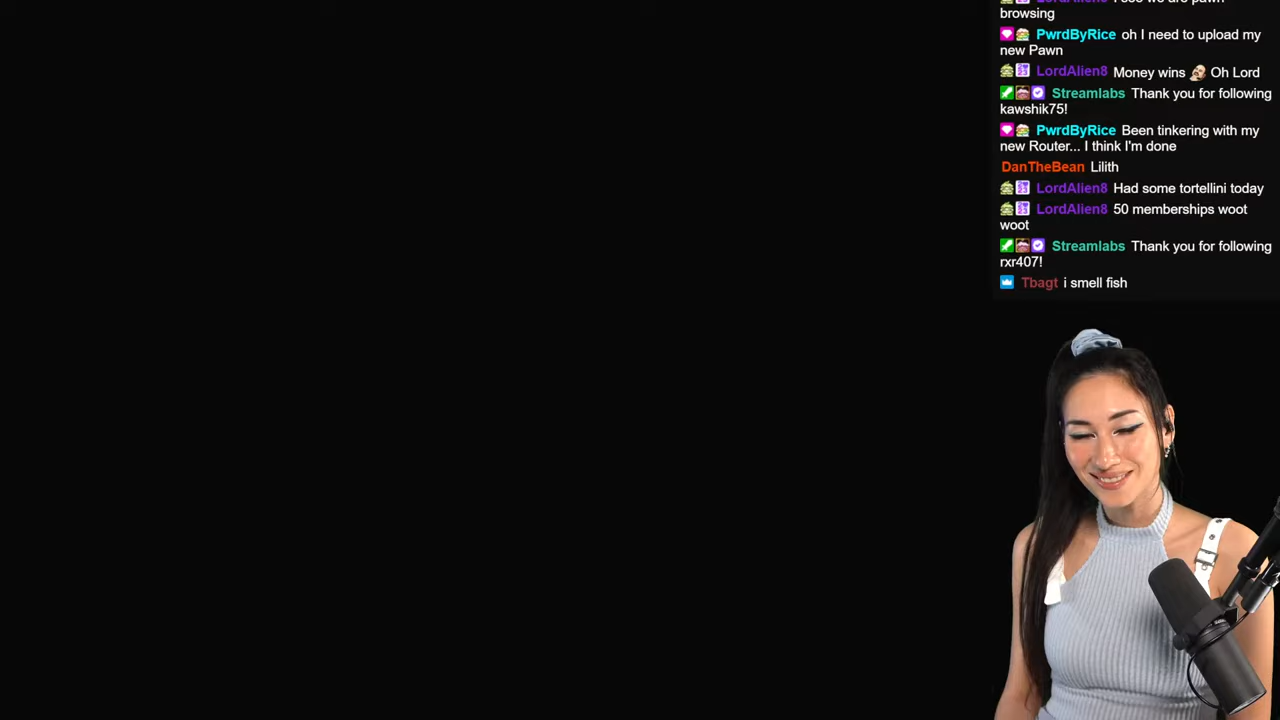 browsing
PwrdByRice oh I need to upload my
new Pawn
LordAlien8 Money wins Oh Lord
Streamlabs Thank you for following
kawshik75!
PwrdByRice Been tinkering with my
new Router... I think I'm done
DanTheBean Lilith
LordAlien8 Had some tortellini today
LordAlien8 50 memberships woot
woot
Streamlabs Thank you for following
rxr407!
Tbagt i smell fish